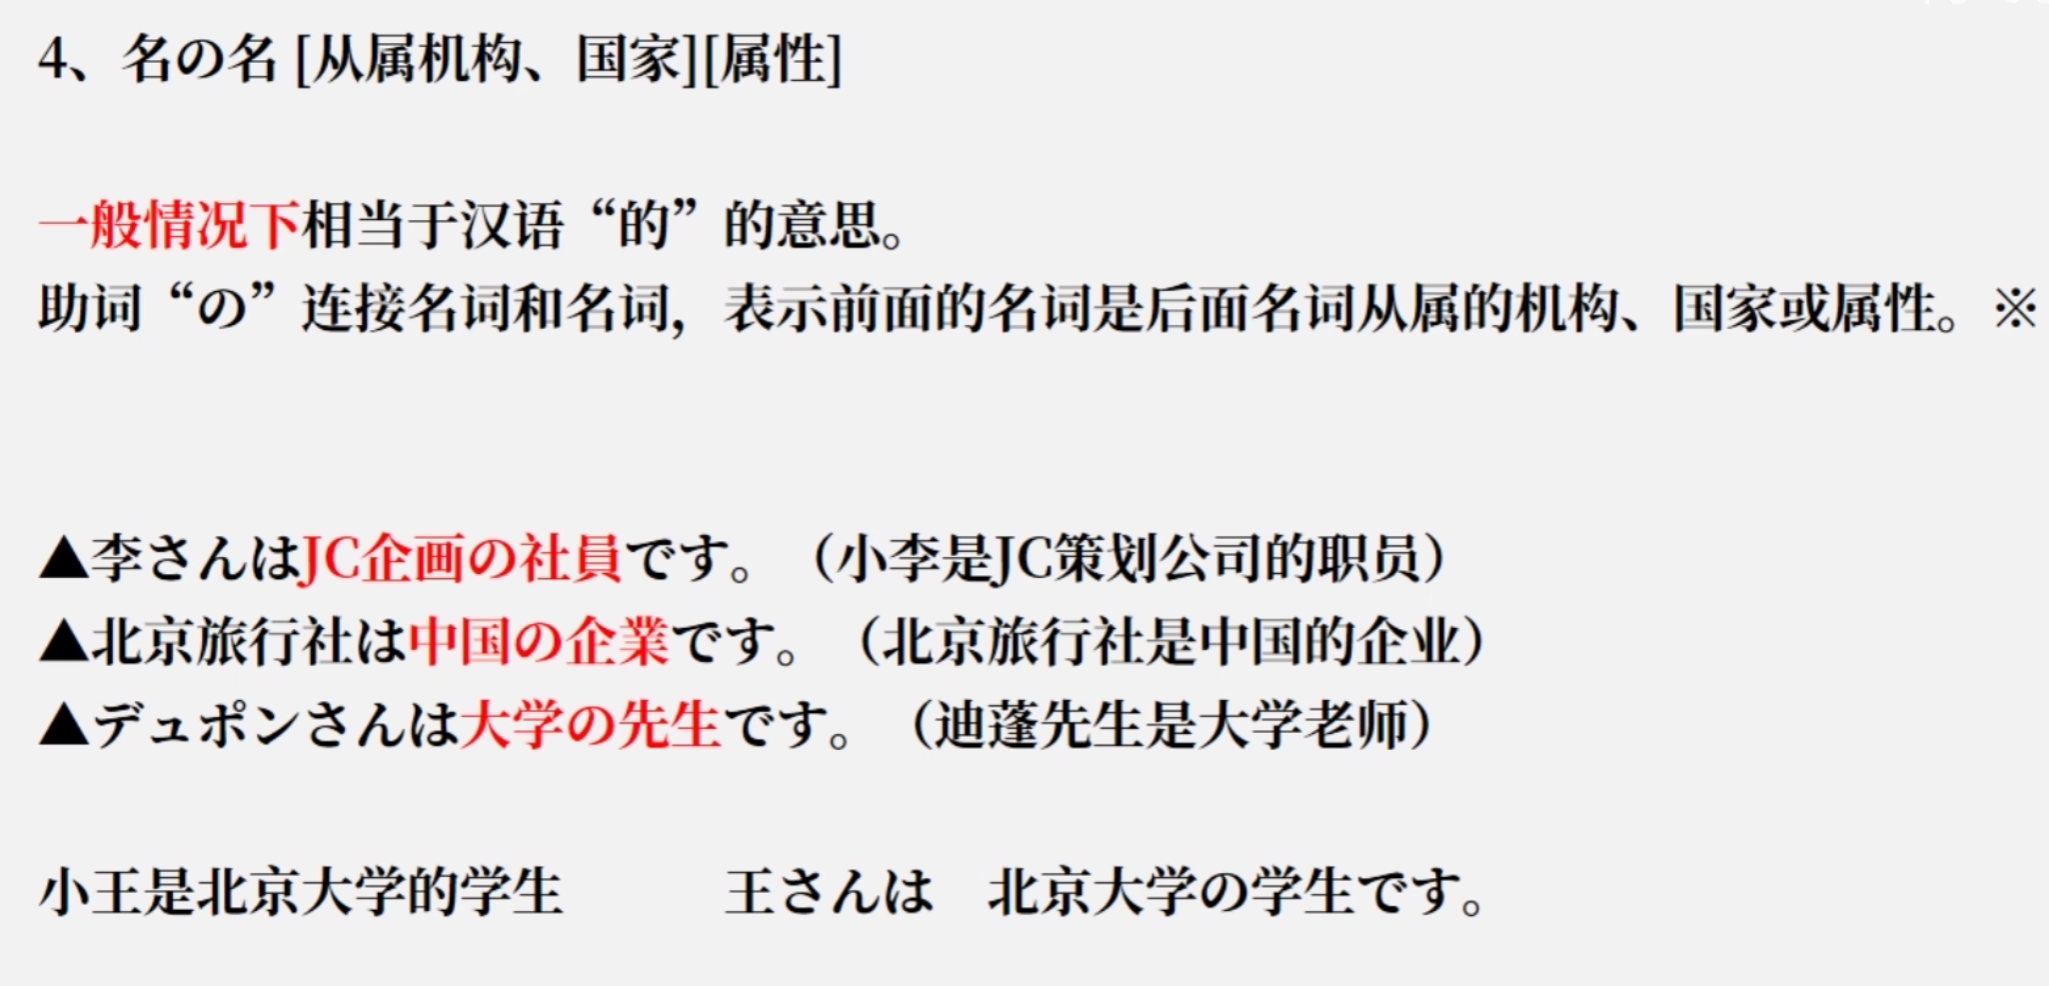 4、名の名 [从属机构、国家][属性]
一般情况下相当于汉语“的”的意思。
助词“の”连接名词和名词，表示前面的名词是后面名词从属的机构、国家或属性。※
▲李さんはJC企画の社員です。（小李是JC策划公司的职员）
▲北京旅行社は中国の企業です。（北京旅行社是中国的企业）
▲デュポンさんは大学の先生です。（迪蓬先生是大学老师）
小王是北京大学的学生　　　王さんは　北京大学の学生です。